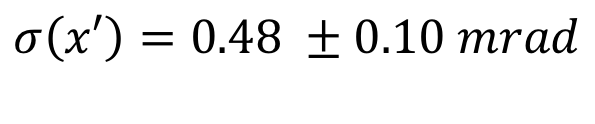 σ(x′) = 0.48 ± 0.10 mrad